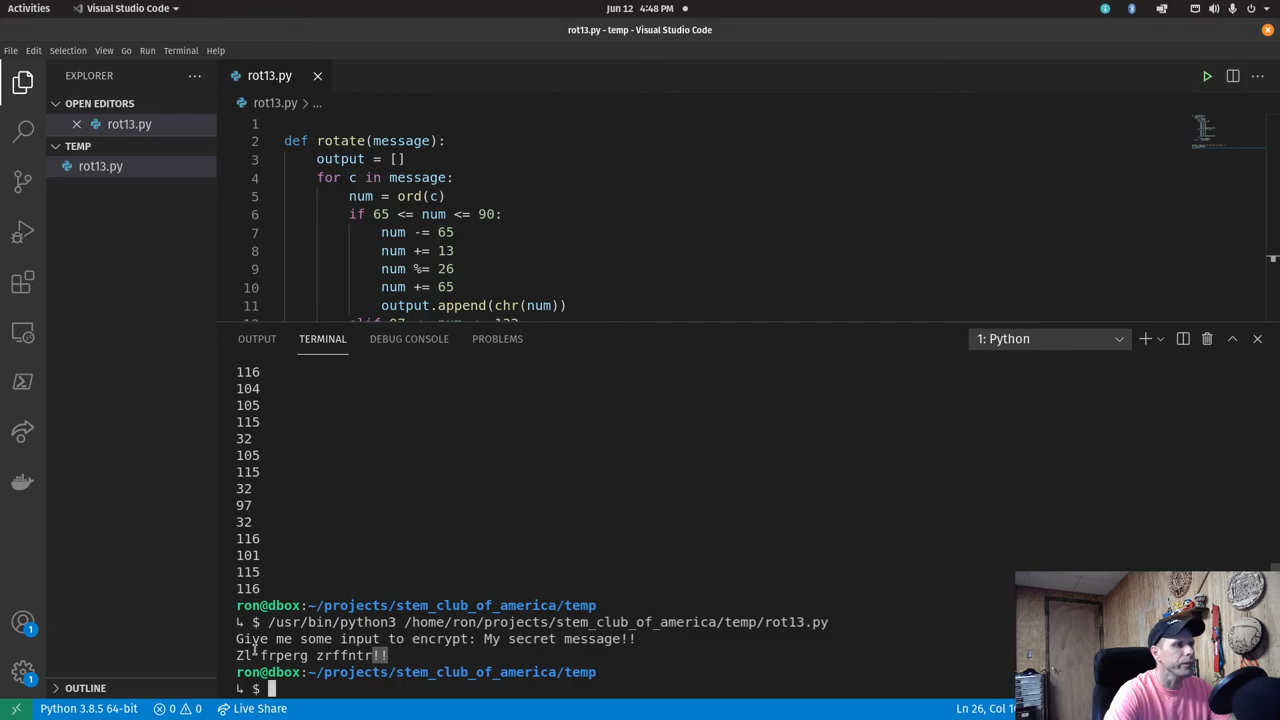 Activities
Visual Studio Code
Jun 12 4:48 PM
rot13.py - temp - Visual Studio Code
File Edit Selection View Go Run Terminal Help
EXPLORER
rot13.py
OPEN EDITORS
rot13.py > ...
rot13.py
TEMP
rot13.py
1
2 def rotate(message):
3 output = []
4 for c in message:
5 num = ord(c)
6 if 65 <= num <= 90:
7 num -= 65
8 num += 13
9 num %= 26
10 num += 65
11 output.append(chr(num))
OUTPUT TERMINAL DEBUG CONSOLE PROBLEMS
1: Python
116
104
105
115
32
105
115
32
97
32
116
101
115
116
ron@dbox:~/projects/stem_club_of_america/temp
↳ $ /usr/bin/python3 /home/ron/projects/stem_club_of_america/temp/rot13.py
Give me some input to encrypt: My secret message!!
Zl frperg zrffntr!!
ron@dbox:~/projects/stem_club_of_america/temp
↳ $
1
1
OUTLINE
Python 3.8.5 64-bit
0 0
Live Share